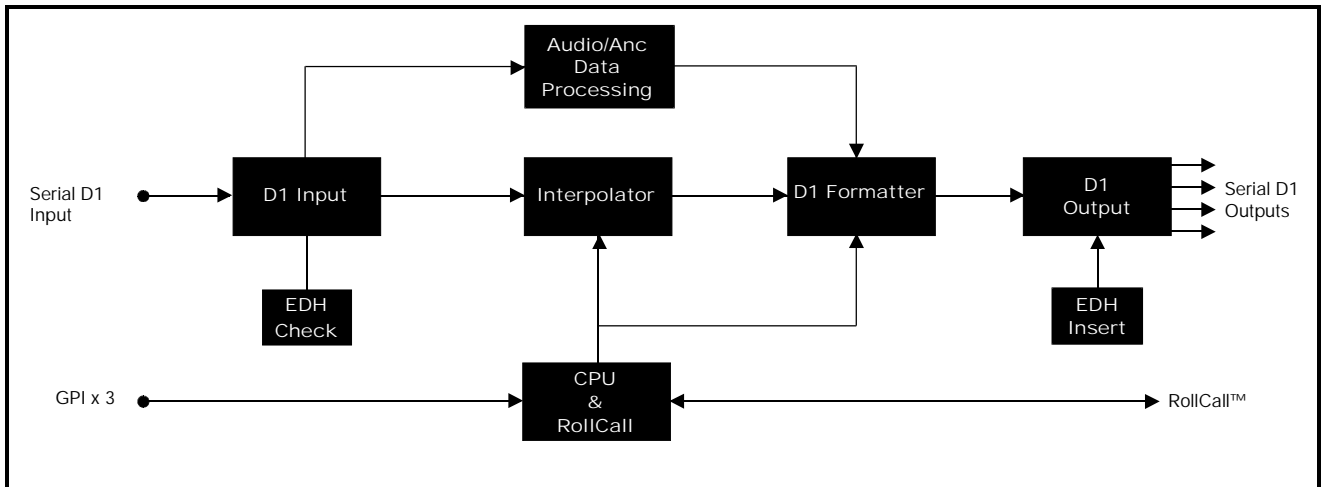 Audio/Anc
Data
Processing
Serial D1
Input
D1 Input
Interpolator
D1 Formatter
D1
Output
Serial D1
Outputs
EDH
Check
EDH
Insert
GPI x 3
CPU
&
RollCall
RollCall™